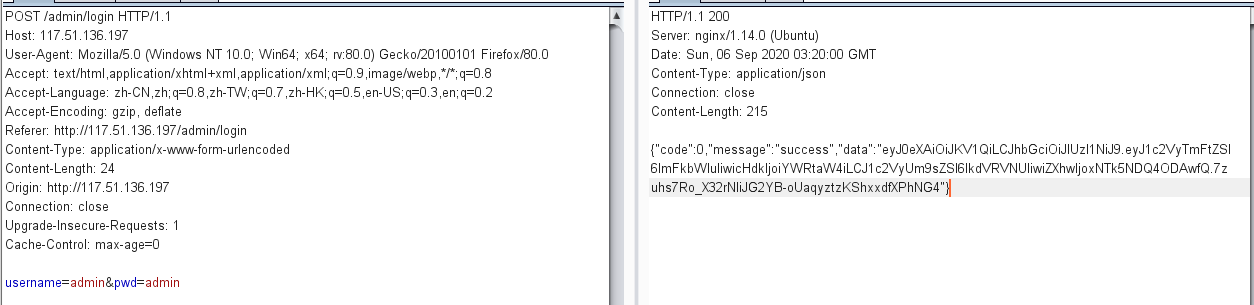 POST /admin/login HTTP/1.1
Host: 117.51.136.197
User-Agent: Mozilla/5.0 (Windows NT 10.0; Win64; x64; rv:80.0) Gecko/20100101 Firefox/80.0
Accept: text/html,application/xhtml+xml,application/xml;q=0.9,image/webp,*/*;q=0.8
Accept-Language: zh-CN,zh;q=0.8,zh-TW;q=0.7,zh-HK;q=0.5,en-US;q=0.3,en;q=0.2
Accept-Encoding: gzip, deflate
Referer: http://117.51.136.197/admin/login
Content-Type: application/x-www-form-urlencoded
Content-Length: 24
Origin: http://117.51.136.197
Connection: close
Upgrade-Insecure-Requests: 1
Cache-Control: max-age=0
username=admin&pwd=admin
HTTP/1.1 200
Server: nginx/1.14.0 (Ubuntu)
Date: Sun, 06 Sep 2020 03:20:00 GMT
Content-Type: application/json
Connection: close
Content-Length: 215
{"code":0,"message":"success","data":"eyJ0eXAiOiJKV1QiLCJhbGciOiJIUzI1NiJ9.eyJ1c2VyTmFtZSI
6ImFkbWluIiwicHdkIjoiYWRtaW4iLCJ1c2VyUm9sZSI6IkdVRVNUIiwiZXhwIjoxNTk5NDQ4ODAwfQ.7z
uhs7Ro_X32rNIiJG2YB-oUaqyztzKShxxdfXPhNG4"}